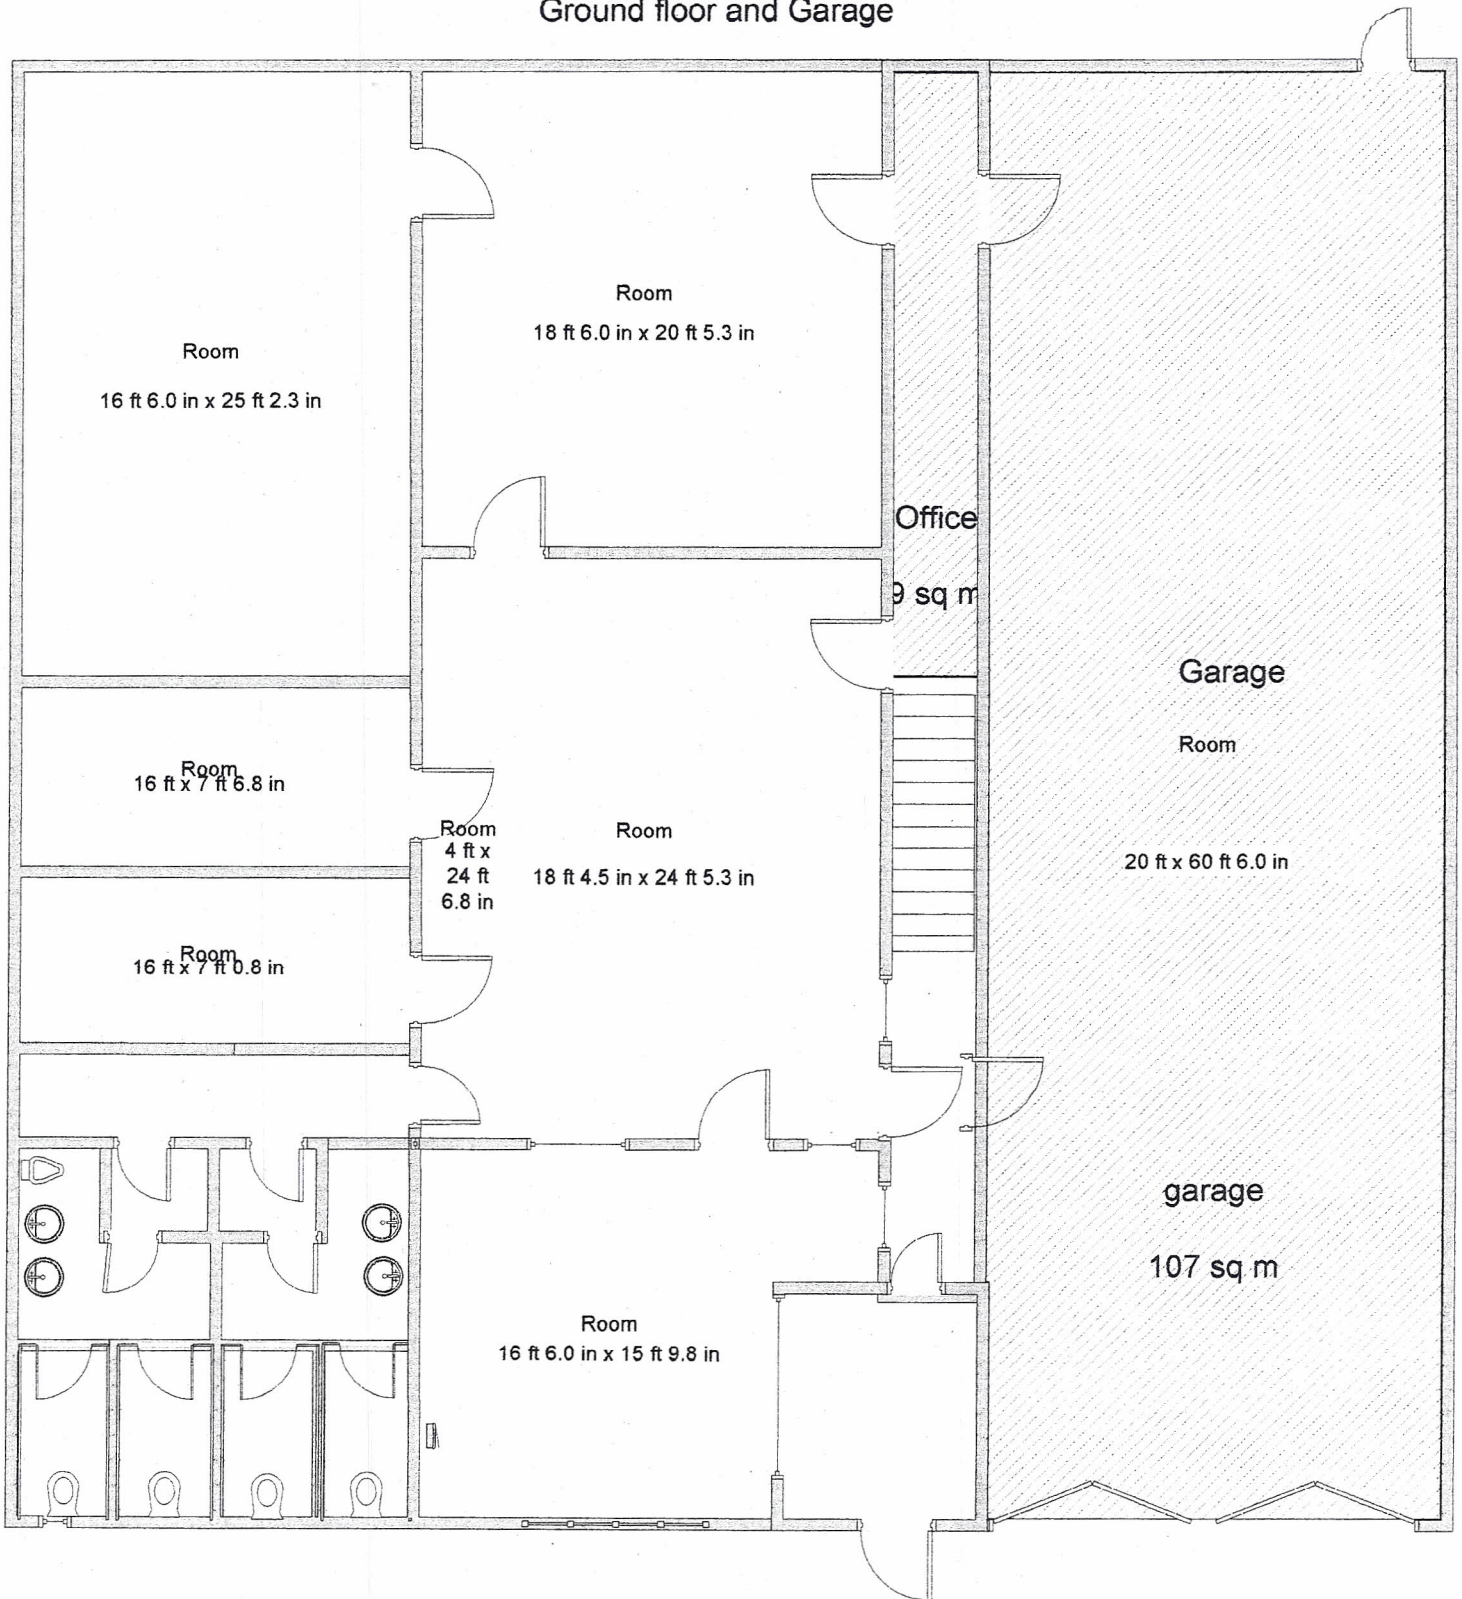 Ground floor and Garage
Room
18 ft 6.0 in x 20 ft 5.3 in
Room
16 ft 6.0 in x 25 ft 2.3 in
Office
9 sq m
Garage
Room
20 ft x 60 ft 6.0 in
Room
16 ft x 7 ft 6.8 in
Room
4 ft x
24 ft
6.8 in
Room
18 ft 4.5 in x 24 ft 5.3 in
Room
16 ft x 7 ft 0.8 in
garage
107 sq m
Room
16 ft 6.0 in x 15 ft 9.8 in